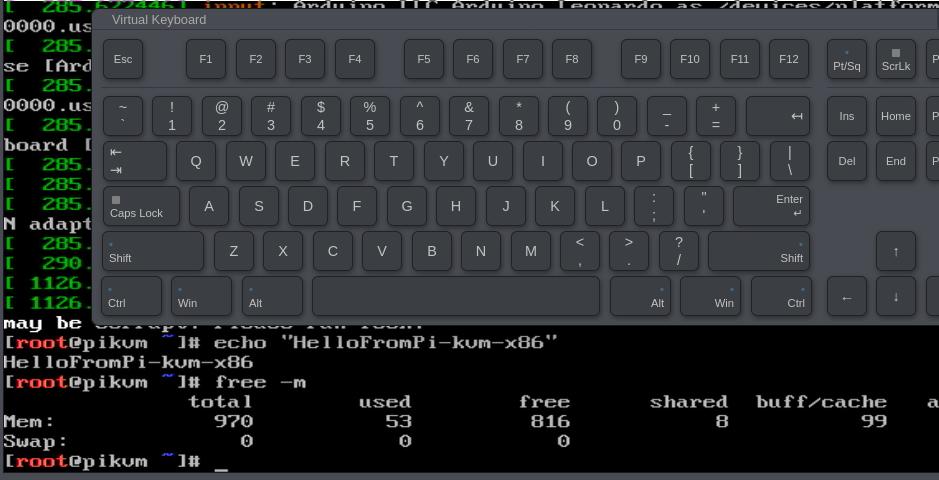 [ 285.622446] input: Arduino LLC Arduino Leonardo as /devices/platform
Virtual Keyboard
0000.us
[ 285.
se [Ard
[ 285.
0000.us
[ 285.
board [
[ 285.
[ 285.
[ 285.
N adapt
[ 285.
[ 290.
[ 1126.
[ 1126.
may be corrupt. Please run fsck.
Esc F1 F2 F3 F4 F5 F6 F7 F8 F9 F10 F11 F12 Pt/Sq ScrLk P
~ ! @ # $ % ^ & * ( ) _ +
` 1 2 3 4 5 6 7 8 9 0 - = ↤ Ins Home P
⇤ { } |
⇥ Q W E R T Y U I O P [ ] \ Del End P
Caps Lock A S D F G H J K L : ; " ' Enter ↵
Shift Z X C V B N M < , > . ? / Shift ↑
Ctrl Win Alt Alt Win Ctrl ← ↓
[root@pikvm ~]# echo "HelloFromPi-kvm-x86"
HelloFromPi-kvm-x86
[root@pikvm ~]# free -m
total used free shared buff/cache a
Mem: 970 53 816 8 99
Swap: 0 0 0
[root@pikvm ~]# _